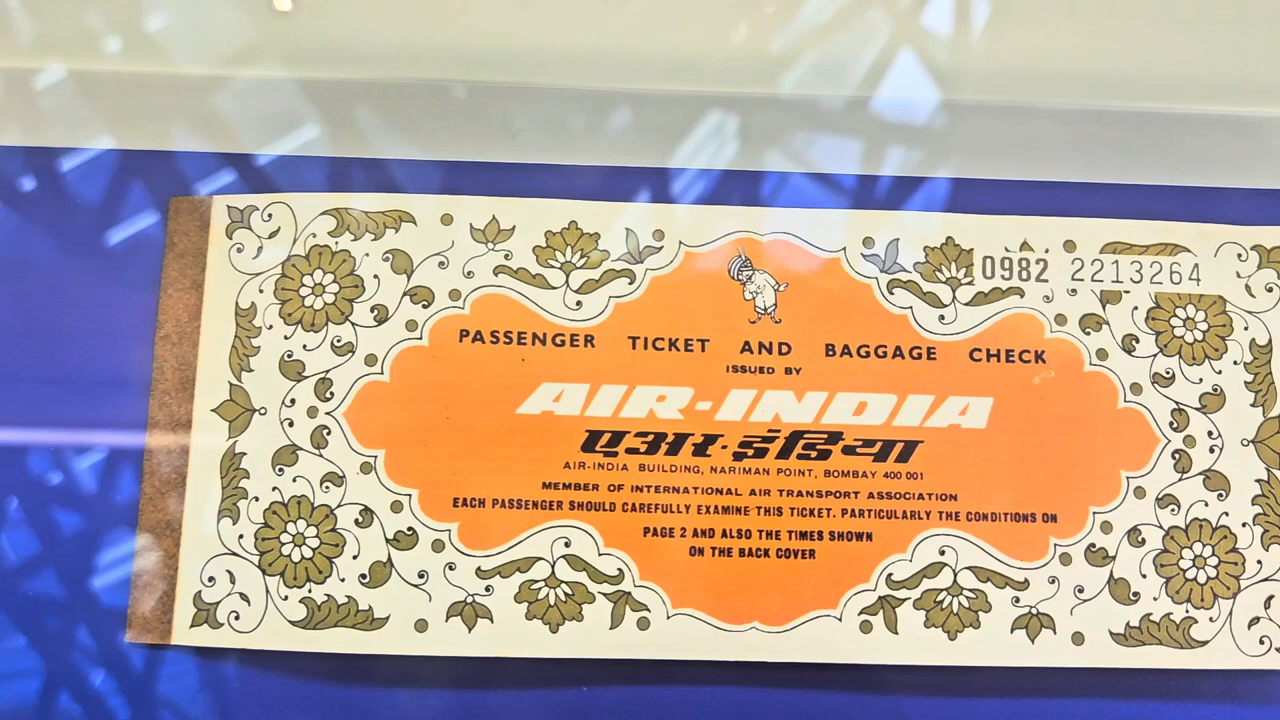 0982 2213264
PASSENGER TICKET AND BAGGAGE CHECK
ISSUED BY
AIR-INDIA
एअर-इंडिया
AIR-INDIA BUILDING, NARIMAN POINT, BOMBAY 400 001
MEMBER OF INTERNATIONAL AIR TRANSPORT ASSOCIATION
EACH PASSENGER SHOULD CAREFULLY EXAMINE THIS TICKET. PARTICULARLY THE CONDITIONS ON
PAGE 2 AND ALSO THE TIMES SHOWN
ON THE BACK COVER